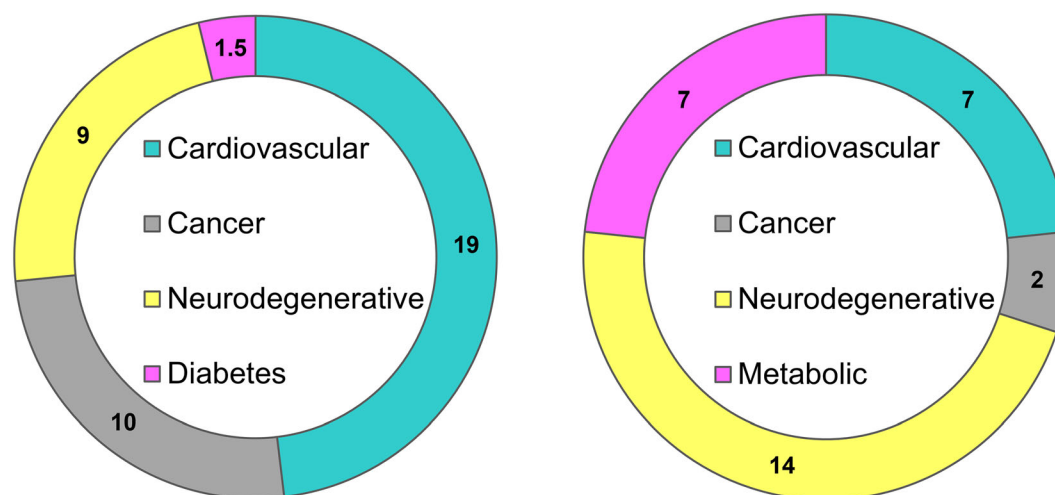 1.5
9
Cardiovascular
Cancer
19
Neurodegenerative
Diabetes
10
7
7
Cardiovascular
Cancer
2
Neurodegenerative
Metabolic
14